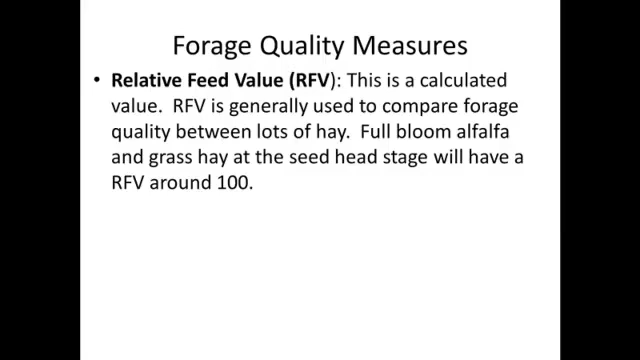 Forage Quality Measures
• Relative Feed Value (RFV): This is a calculated
value.  RFV is generally used to compare forage
quality between lots of hay.  Full bloom alfalfa
and grass hay at the seed head stage will have a
RFV around 100.